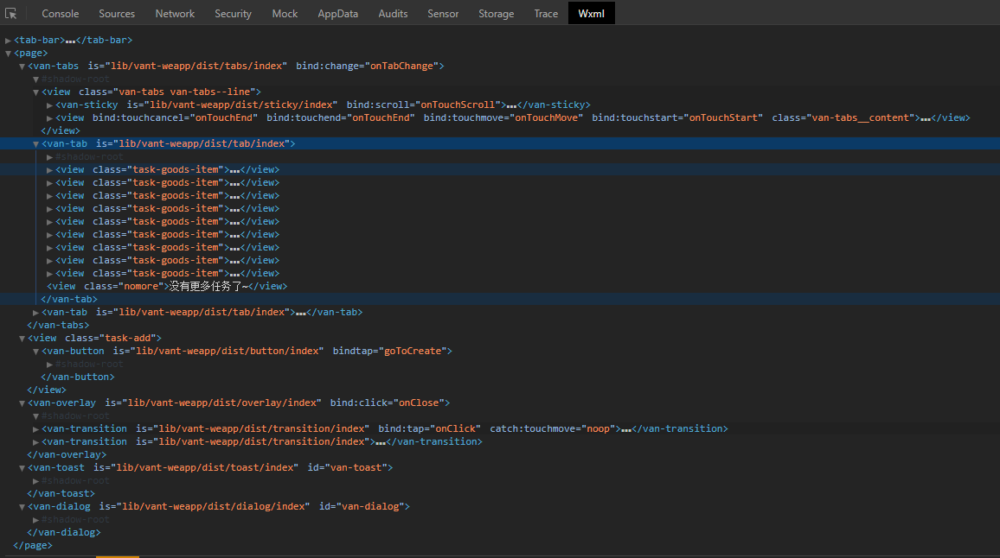 Console Sources Network Security Mock AppData Audits Sensor Storage Trace Wxml
<tab-bar>…</tab-bar>
<page>
<van-tabs is="lib/vant-weapp/dist/tabs/index" bind:change="onTabChange">
#shadow-root
<view class="van-tabs van-tabs--line">
<van-sticky is="lib/vant-weapp/dist/sticky/index" bind:scroll="onTouchScroll">…</van-sticky>
<view bind:touchcancel="onTouchEnd" bind:touchend="onTouchEnd" bind:touchmove="onTouchMove" bind:touchstart="onTouchStart" class="van-tabs__content">…</view>
</view>
<van-tab is="lib/vant-weapp/dist/tab/index">
#shadow-root
<view class="task-goods-item">…</view>
<view class="task-goods-item">…</view>
<view class="task-goods-item">…</view>
<view class="task-goods-item">…</view>
<view class="task-goods-item">…</view>
<view class="task-goods-item">…</view>
<view class="task-goods-item">…</view>
<view class="task-goods-item">…</view>
<view class="task-goods-item">…</view>
<view class="nomore">没有更多任务了~</view>
</van-tab>
<van-tab is="lib/vant-weapp/dist/tab/index">…</van-tab>
</van-tabs>
<view class="task-add">
<van-button is="lib/vant-weapp/dist/button/index" bindtap="goToCreate">
#shadow-root
</van-button>
</view>
<van-overlay is="lib/vant-weapp/dist/overlay/index" bind:click="onClose">
#shadow-root
<van-transition is="lib/vant-weapp/dist/transition/index" bind:tap="onClick" catch:touchmove="noop">…</van-transition>
<van-transition is="lib/vant-weapp/dist/transition/index">…</van-transition>
</van-overlay>
<van-toast is="lib/vant-weapp/dist/toast/index" id="van-toast">
#shadow-root
</van-toast>
<van-dialog is="lib/vant-weapp/dist/dialog/index" id="van-dialog">
#shadow-root
</van-dialog>
</page>